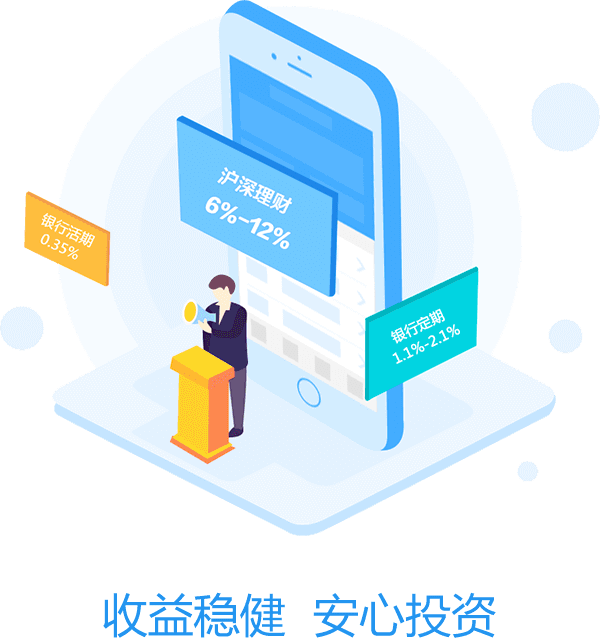 沪深理财
6%-12%
银行活期
0.35%
银行定期
1.1%-2.1%
收益稳健 安心投资